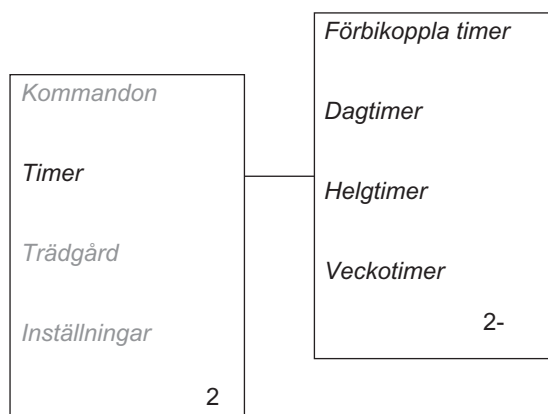 Kommandon
Timer
Trädgård
Inställningar
2
Förbikoppla timer
Dagtimer
Helgtimer
Veckotimer
2-